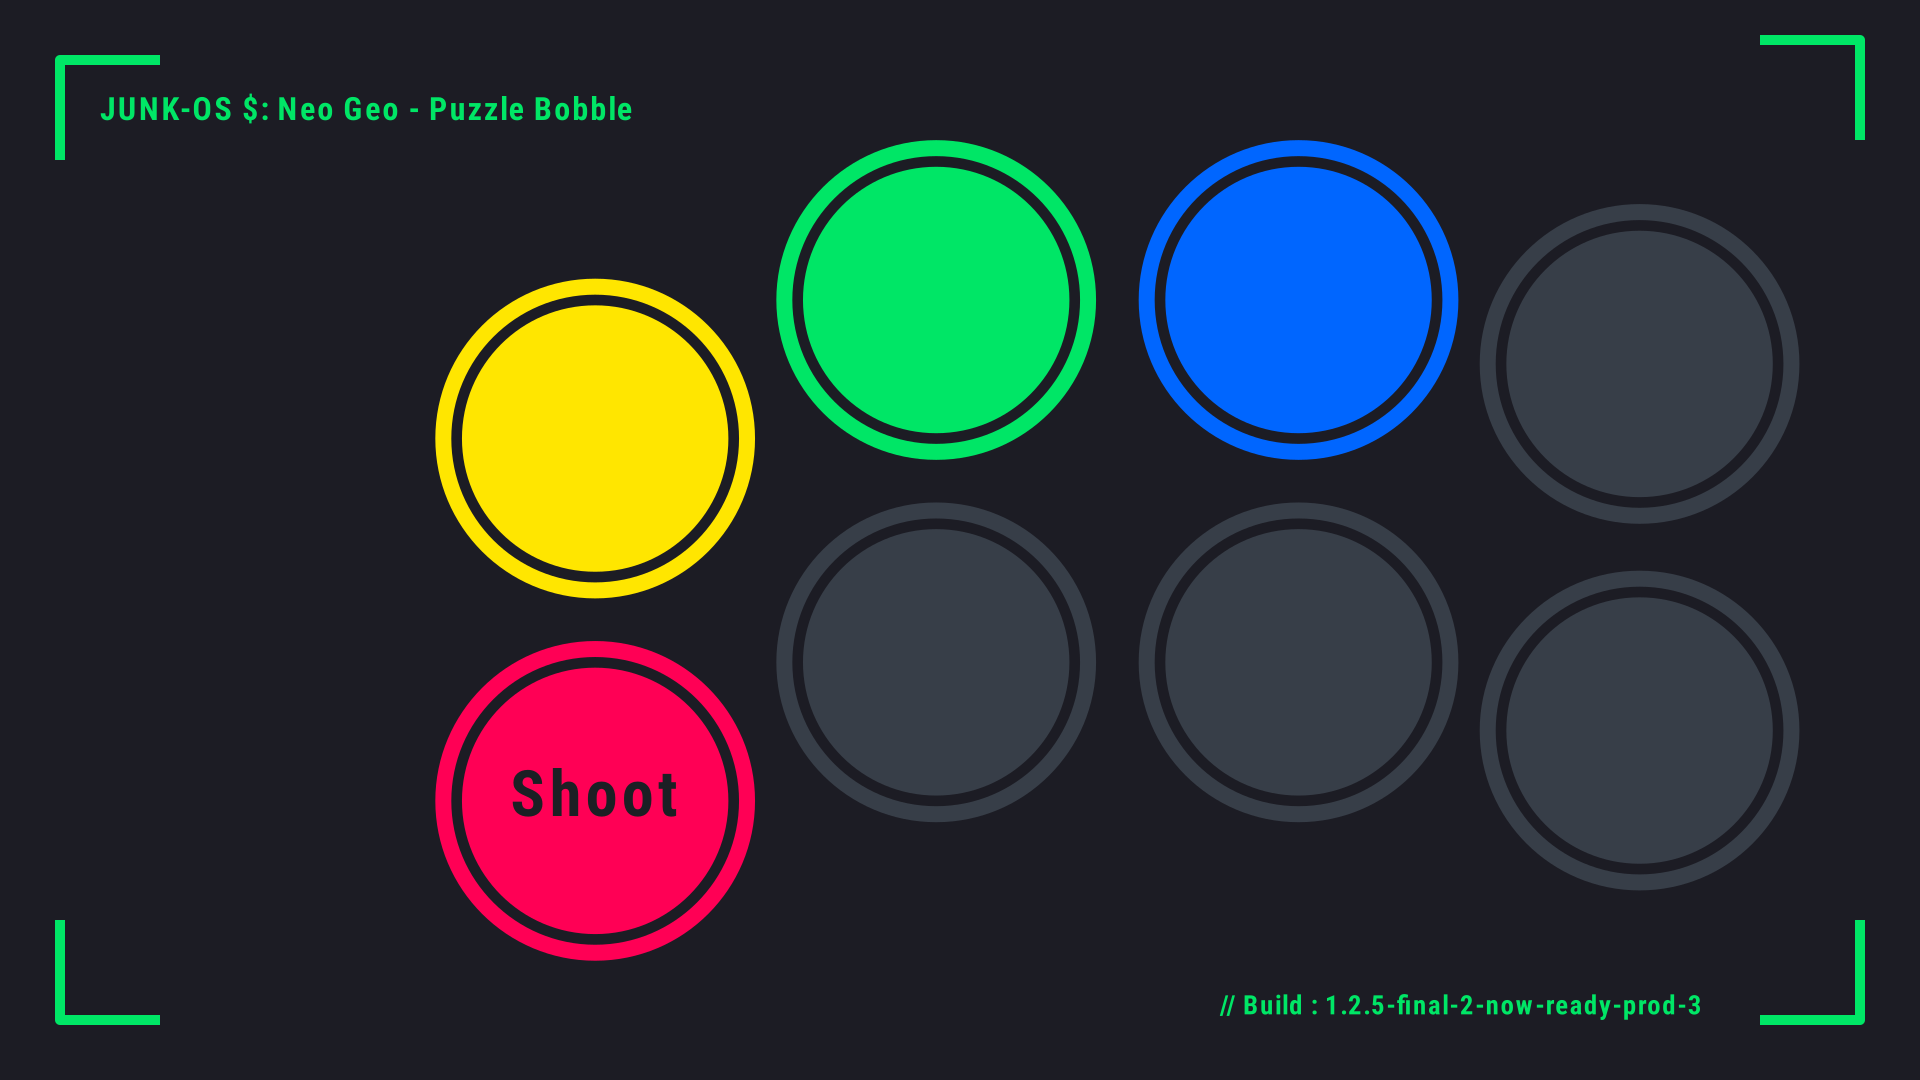 JUNK-OS $: Neo Geo - Puzzle Bobble
Shoot
// Build : 1.2.5-final-2-now-ready-prod-3